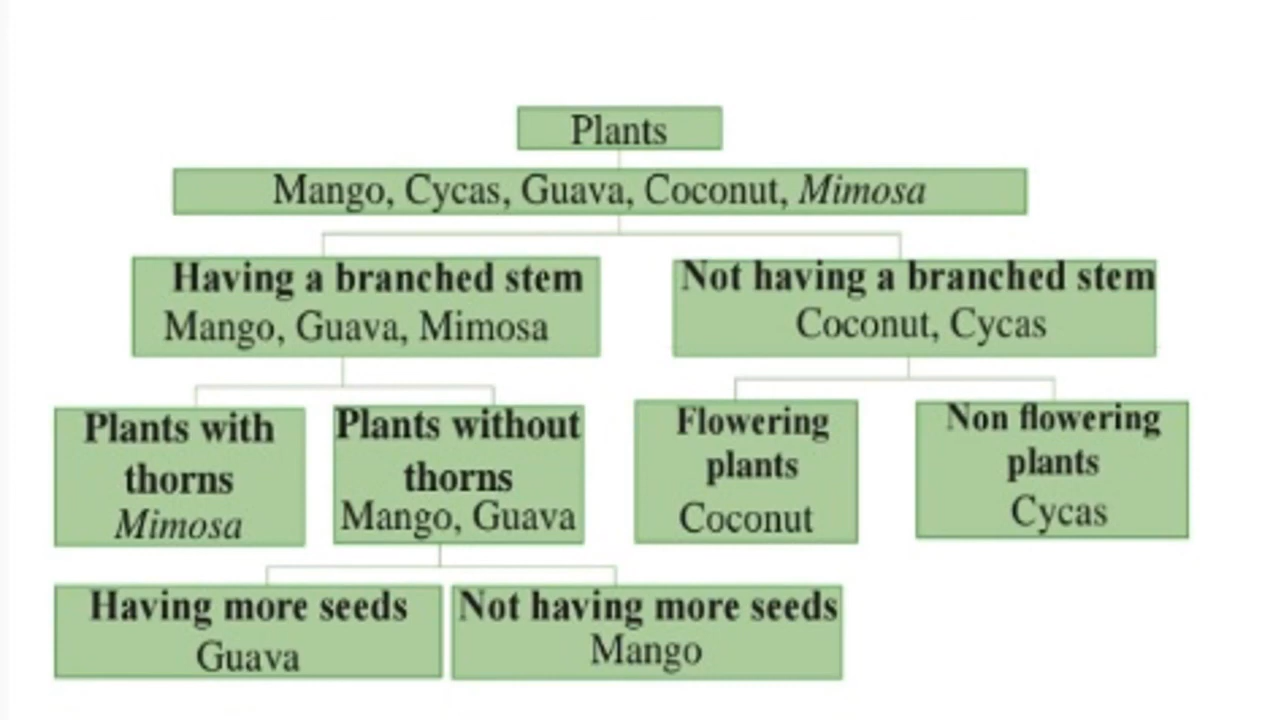 Plants
Mango, Cycas, Guava, Coconut, Mimosa
Having a branched stem
Mango, Guava, Mimosa
Not having a branched stem
Coconut, Cycas
Plants with
thorns
Mimosa
Plants without
thorns
Mango, Guava
Flowering
plants
Coconut
Non flowering
plants
Cycas
Having more seeds
Guava
Not having more seeds
Mango